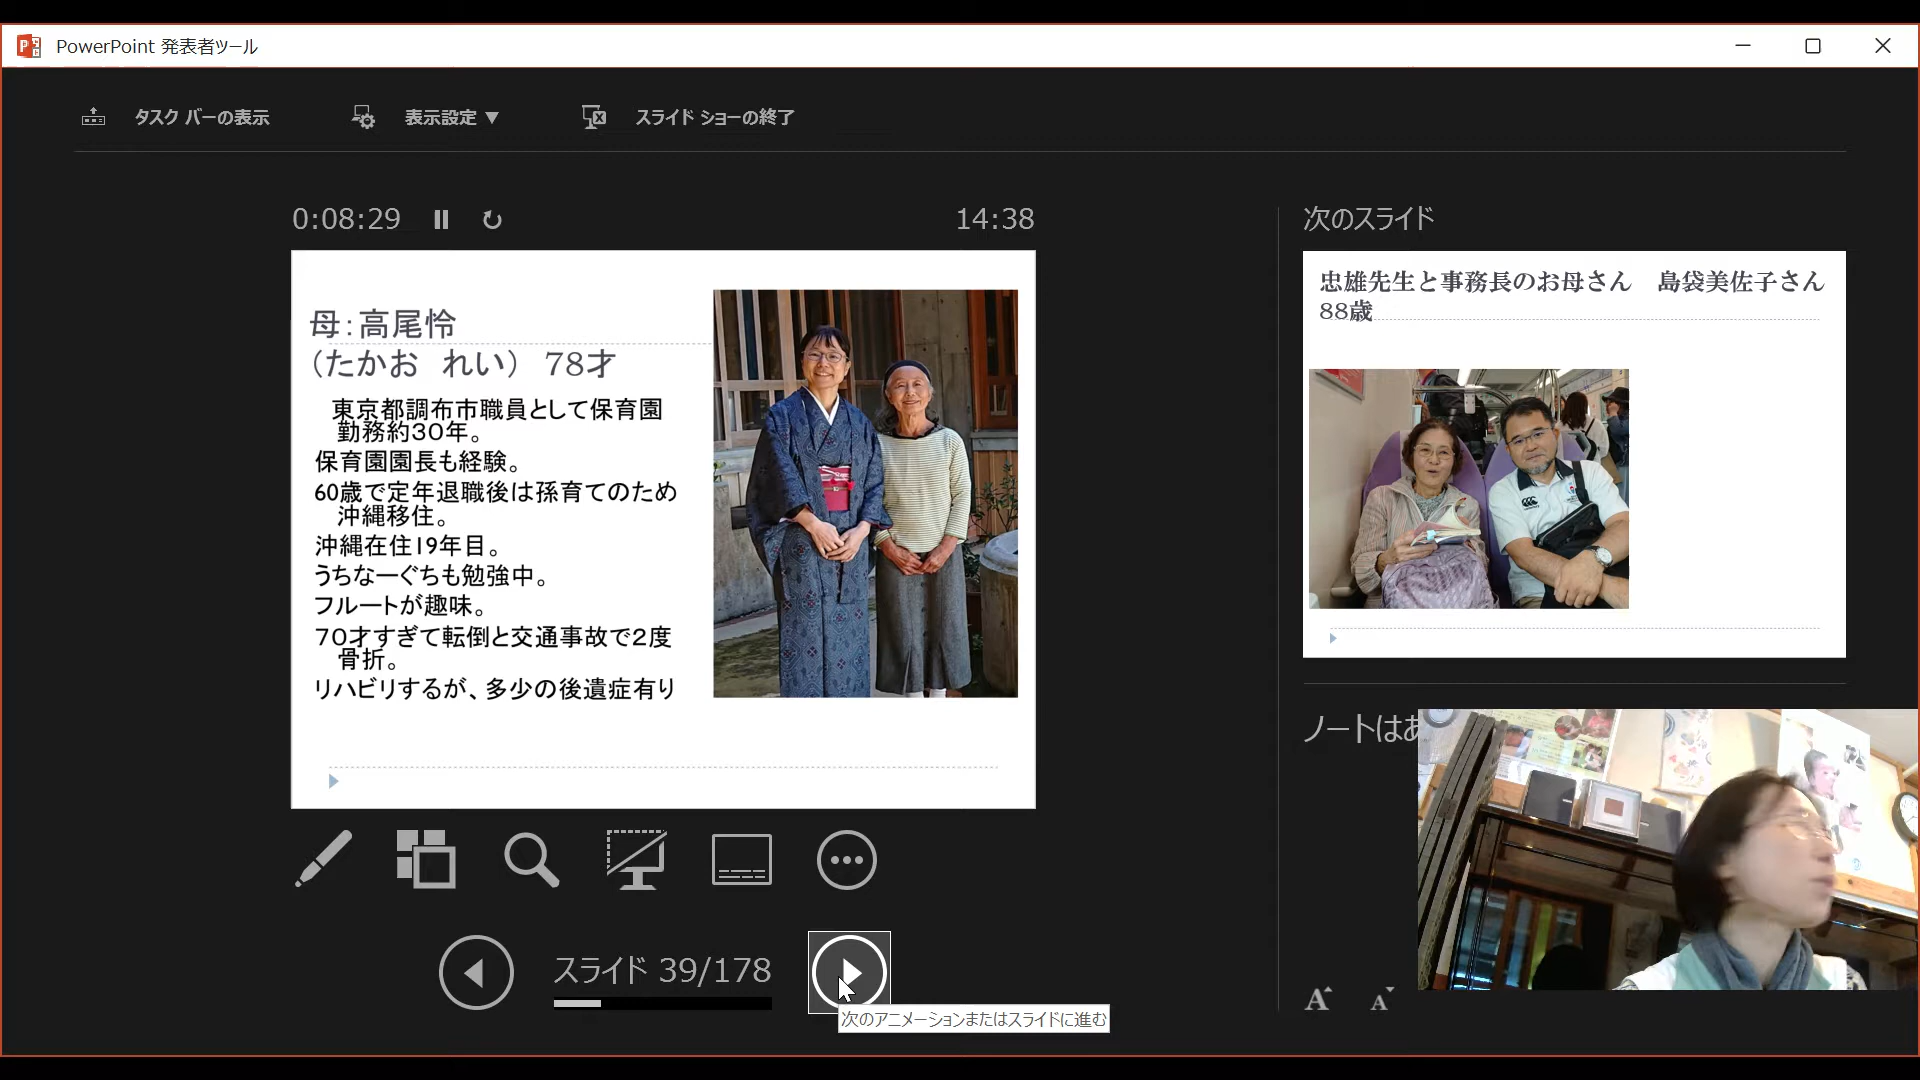 PowerPoint 発表者ツール
タスク バーの表示
表示設定 ▼
スライド ショーの終了
0:08:29
14:38
母：高尾怜
（たかお　れい）　78才
東京都調布市職員として保育園
勤務約30年。
保育園園長も経験。
60歳で定年退職後は孫育てのため
沖縄移住。
沖縄在住19年目。
うちなーぐちも勉強中。
フルートが趣味。
70才すぎて転倒と交通事故で2度
骨折。
リハビリするが、多少の後遺症有り
スライド 39/178
次のアニメーションまたはスライドに進む
次のスライド
忠雄先生と事務長のお母さん　島袋美佐子さん
88歳
ノートはあ
A
A